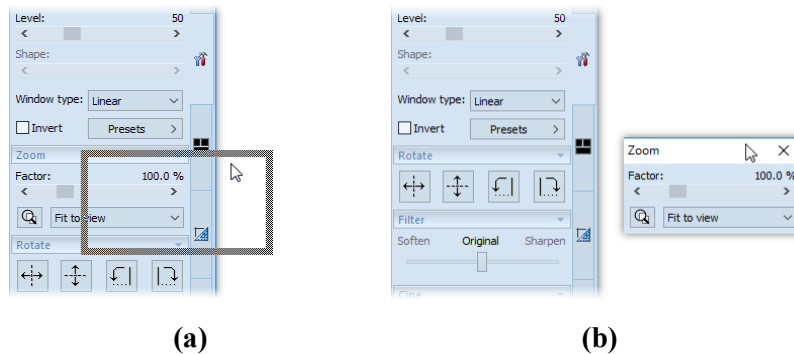 Level: 50
Shape:
Window type: Linear
Invert Presets
Zoom
Factor: 100.0 %
Fit to view
Rotate
(a)
Level: 50
Shape:
Window type: Linear
Invert Presets
Rotate
Filter
Soften Original Sharpen
Cine
Zoom
Factor: 100.0 %
Fit to view
(b)